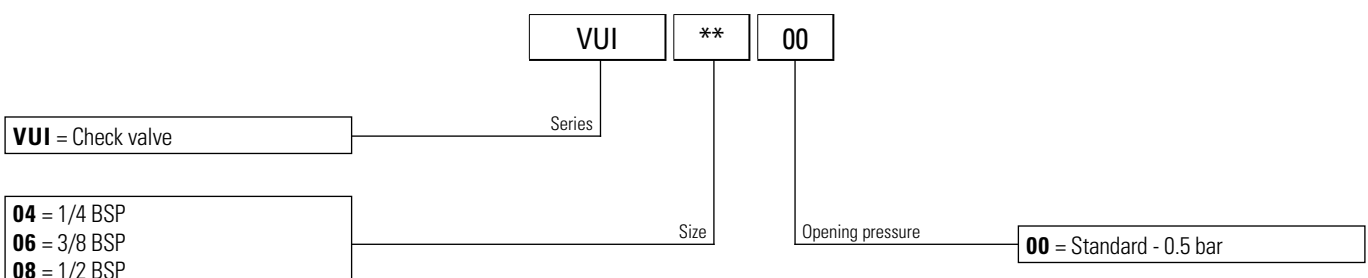 VUI ** 00
Series
VUI = Check valve
04 = 1/4 BSP
06 = 3/8 BSP
08 = 1/2 BSP
Size
Opening pressure
00 = Standard - 0.5 bar